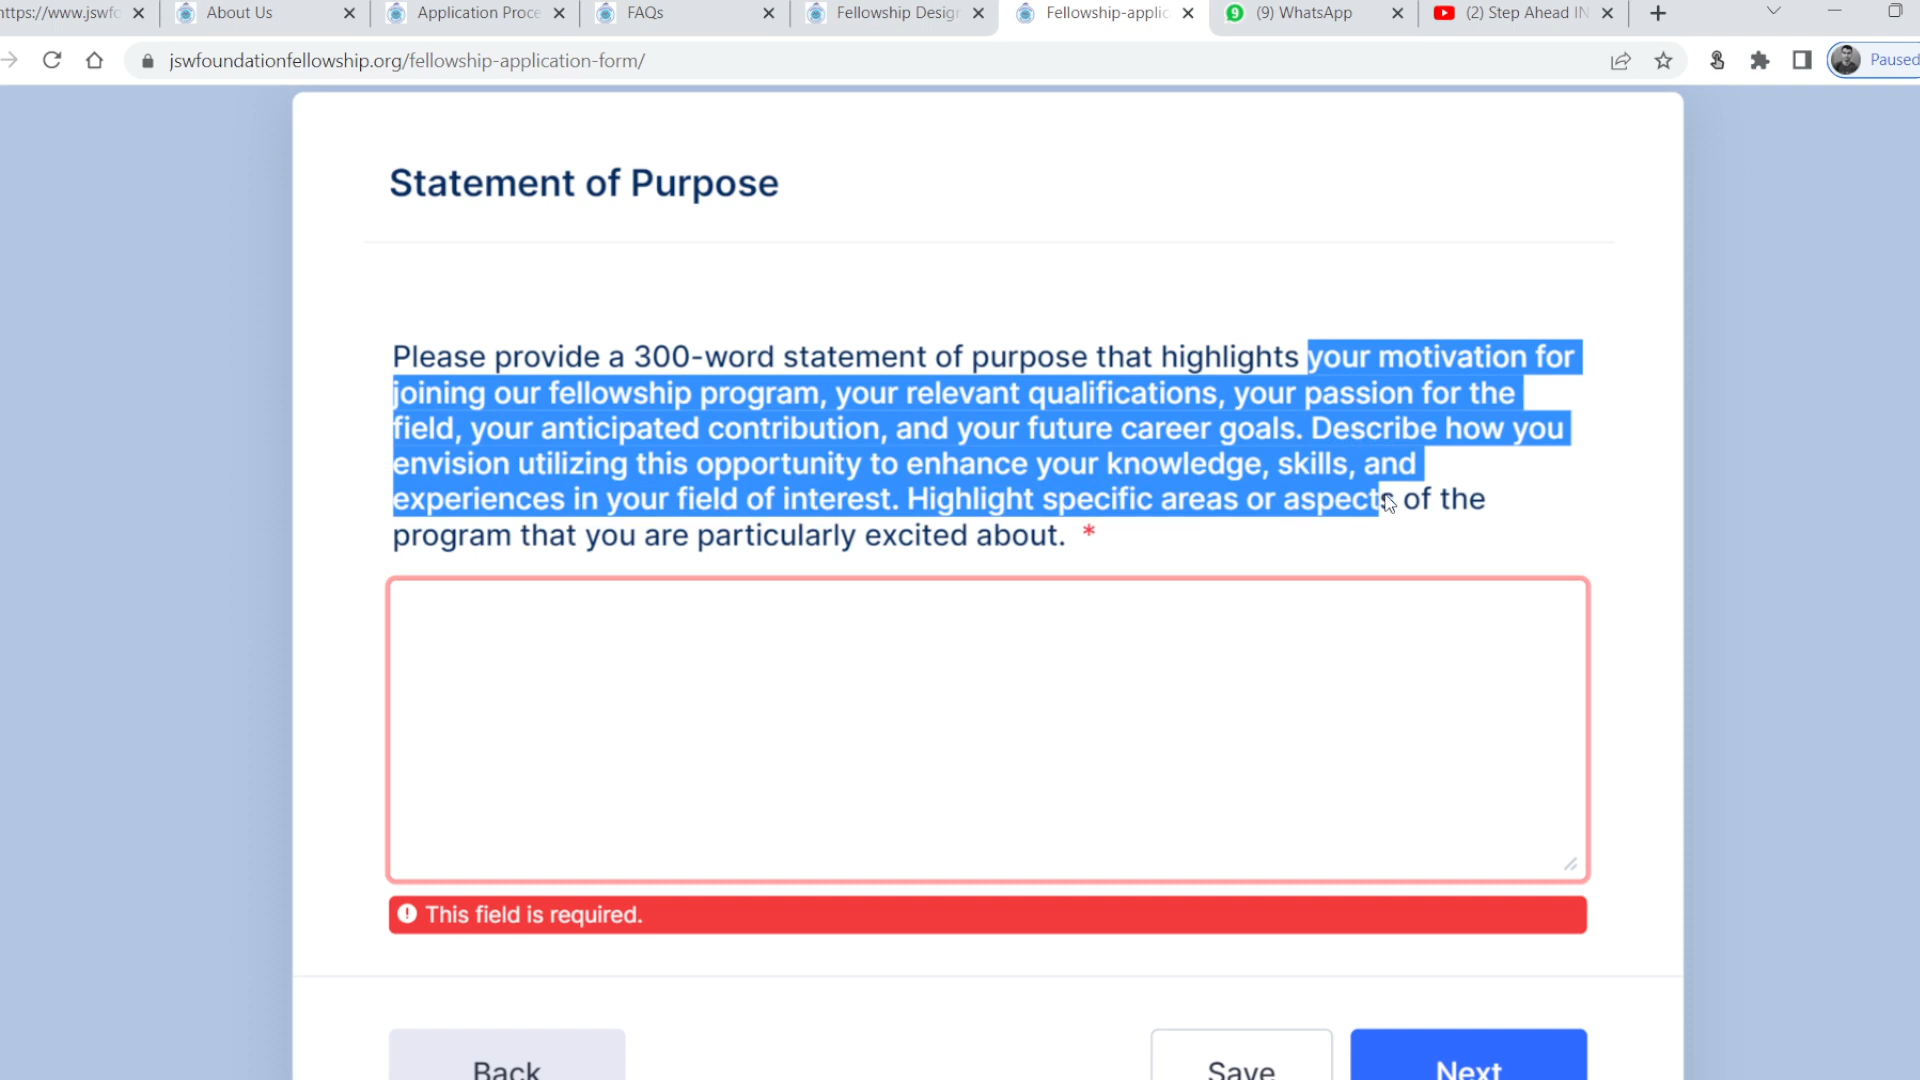 https://www.jswfc
About Us
Application Proce
FAQs
Fellowship Design
Fellowship-applic
9
(9) WhatsApp
(2) Step Ahead IN
jswfoundationfellowship.org/fellowship-application-form/
Paused
Statement of Purpose
Please provide a 300-word statement of purpose that highlights your motivation for
joining our fellowship program, your relevant qualifications, your passion for the
field, your anticipated contribution, and your future career goals. Describe how you
envision utilizing this opportunity to enhance your knowledge, skills, and
experiences in your field of interest. Highlight specific areas or aspects of the
program that you are particularly excited about. *
This field is required.
Back
Save
Next